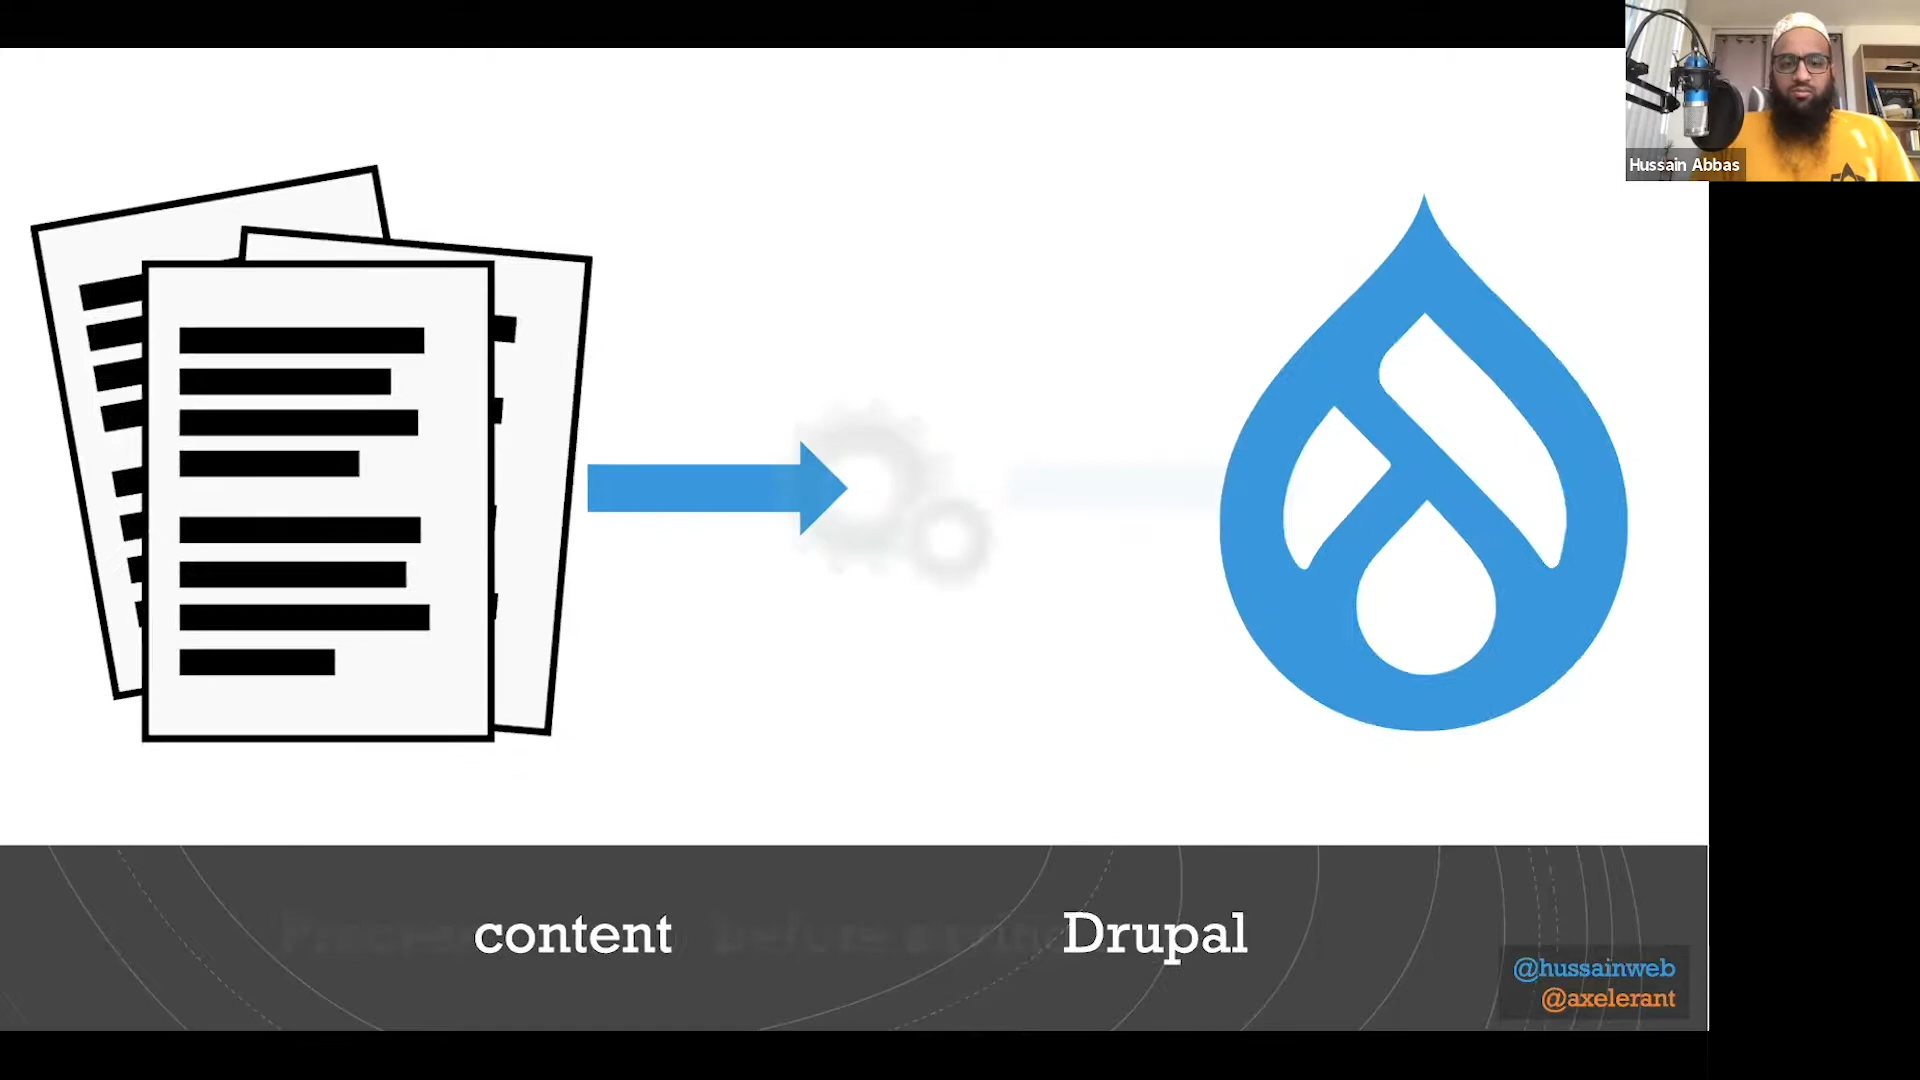 Hussain Abbas
content Drupal
@hussainweb
@axelerant